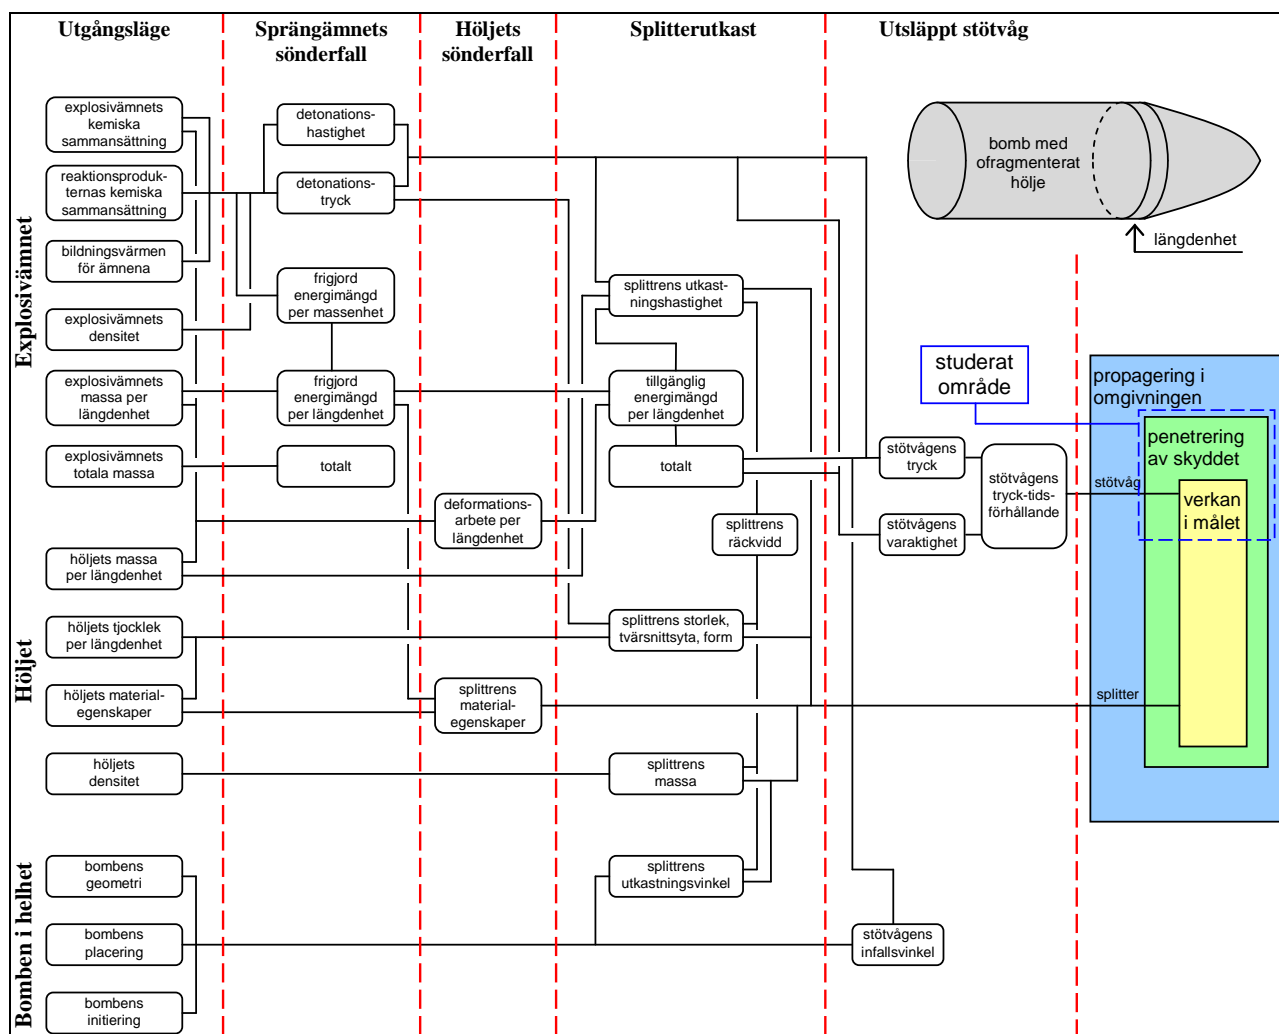 Utgångsläge
Sprängämnets
sönderfall
Höljets
sönderfall
Splitterutkast
Utsläppt stötvåg
Explosivämnet
explosivämnets
kemiska
sammansättning
reaktionsproduk-
ternas kemiska
sammansättning
bildningsvärmen
för ämnena
explosivämnets
densitet
explosivämnets
massa per
längdenhet
explosivämnets
totala massa
Höljet
höljets massa
per längdenhet
höljets tjocklek
per längdenhet
höljets material-
egenskaper
höljets
densitet
Bomben i helhet
bombens
geometri
bombens
placering
bombens
initiering
detonations-
hastighet
detonations-
tryck
frigjord
energimängd
per massenhet
frigjord
energimängd
per längdenhet
totalt
deformations-
arbete per
längdenhet
splittrens
material-
egenskaper
splittrens utkast-
ningshastighet
tillgänglig
energimängd
per längdenhet
totalt
splittrens
räckvidd
splittrens storlek,
tvärsnittsyta, form
splittrens
massa
splittrens
utkastningsvinkel
stötvågens
tryck
stötvågens
varaktighet
stötvågens
tryck-tids-
förhållande
stötvågens
infallsvinkel
bomb med
ofragmenterat
hölje
längdenhet
studerat
område
propagering i
omgivningen
penetrering
av skyddet
verkan
i målet
stötvåg
splitter